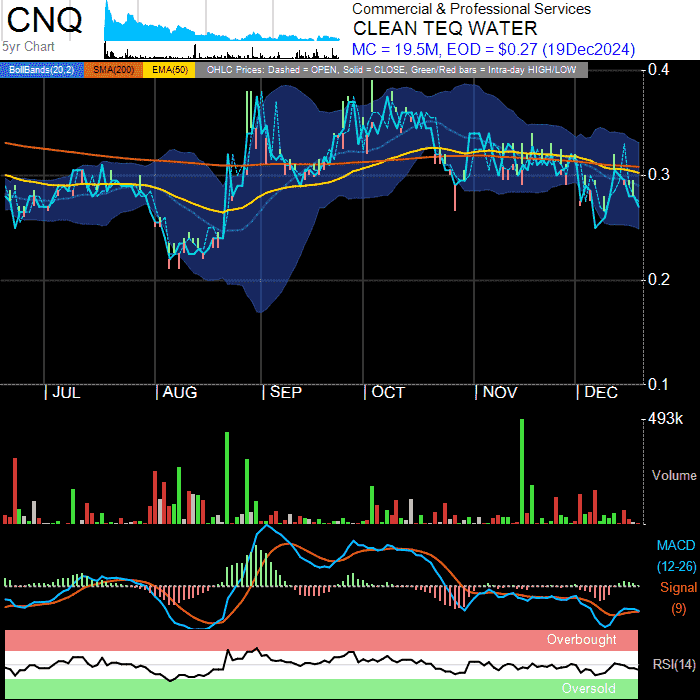 CNQ
5yr Chart
Commercial & Professional Services
CLEAN TEQ WATER
MC = 19.5M, EOD = $0.27 (19Dec2024)
BollBands(20,2) SMA(200) EMA(50) OHLC Prices: Dashed = OPEN, Solid = CLOSE, Green/Red bars = Intra-day HIGH/LOW
0.4
0.3
0.2
0.1
JUL AUG SEP OCT NOV DEC
493k
Volume
MACD
(12-26)
Signal
(9)
Overbought
RSI(14)
Oversold